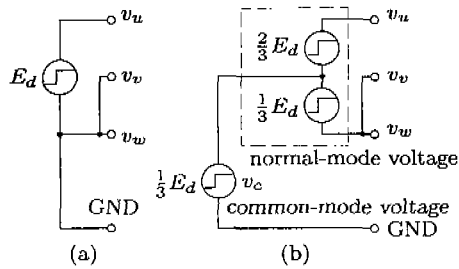 v_u
E_d
v_v
v_w
GND
(a)
v_u
2/3 E_d
v_v
1/3 E_d
v_w
normal-mode voltage
1/3 E_d v_c
common-mode voltage
GND
(b)